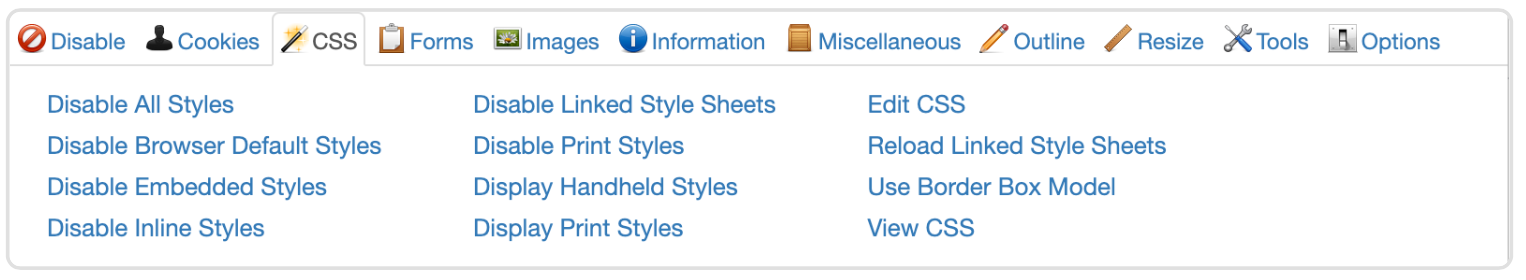 Disable Cookies CSS Forms Images Information Miscellaneous Outline Resize Tools Options
Disable All Styles Disable Linked Style Sheets Edit CSS
Disable Browser Default Styles Disable Print Styles Reload Linked Style Sheets
Disable Embedded Styles Display Handheld Styles Use Border Box Model
Disable Inline Styles Display Print Styles View CSS